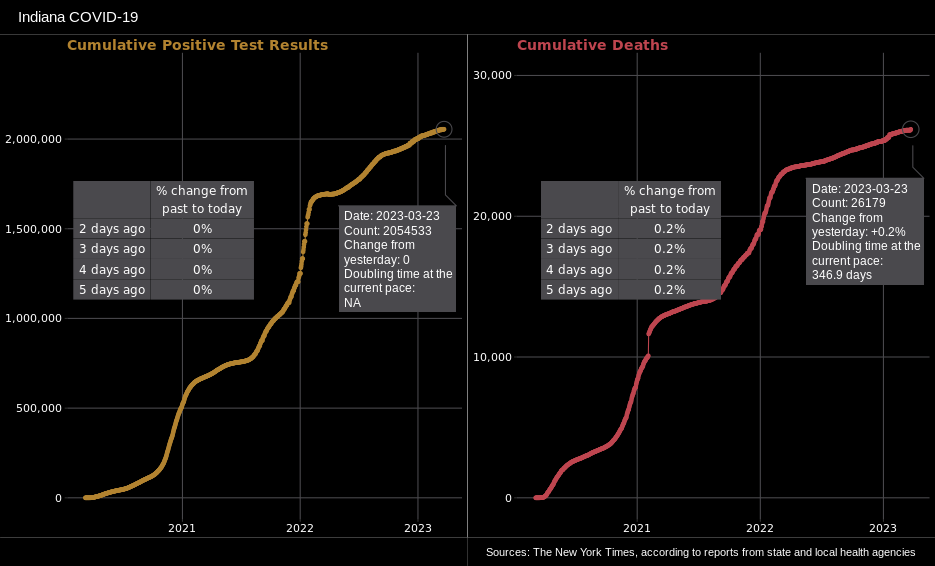 Indiana COVID-19
Cumulative Positive Test Results
2,000,000
1,500,000
1,000,000
500,000
0
2021
2022
2023
% change from
past to today
2 days ago 0%
3 days ago 0%
4 days ago 0%
5 days ago 0%
Date: 2023-03-23
Count: 2054533
Change from
yesterday: 0
Doubling time at the
current pace:
NA
Cumulative Deaths
30,000
20,000
10,000
0
2021
2022
2023
% change from
past to today
2 days ago 0.2%
3 days ago 0.2%
4 days ago 0.2%
5 days ago 0.2%
Date: 2023-03-23
Count: 26179
Change from
yesterday: +0.2%
Doubling time at the
current pace:
346.9 days
Sources: The New York Times, according to reports from state and local health agencies